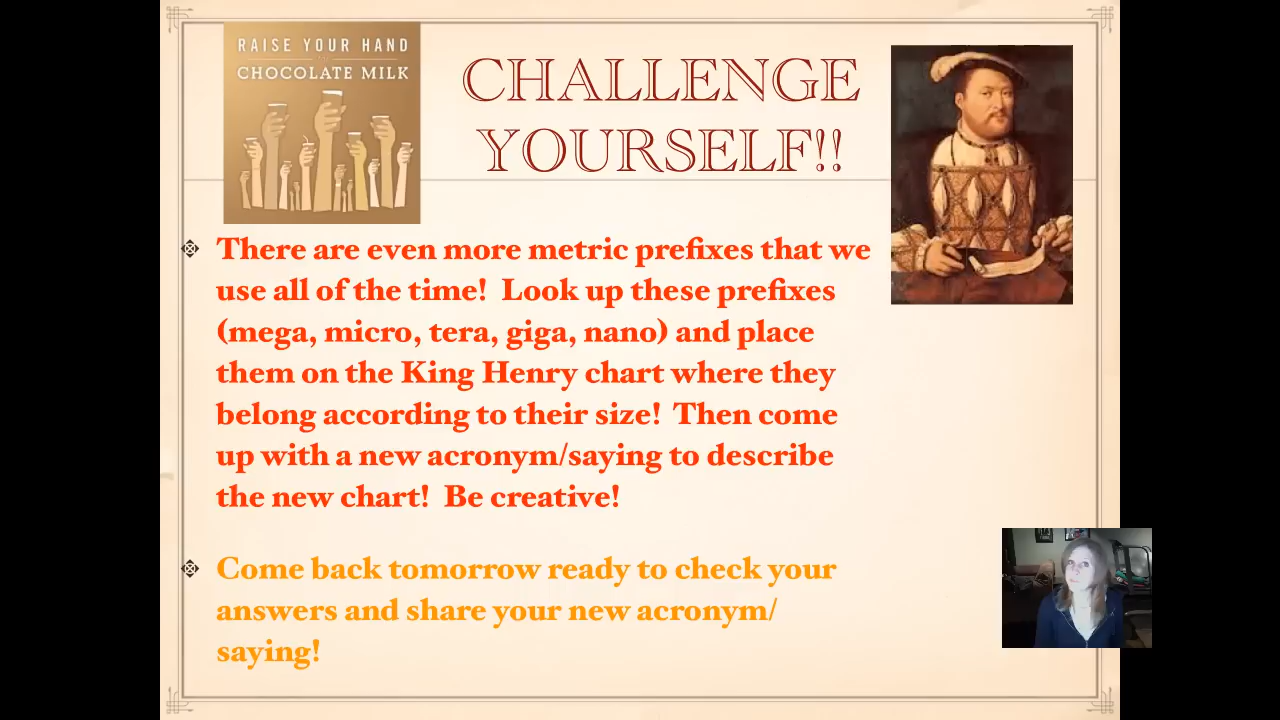 RAISE YOUR HAND
CHOCOLATE MILK
CHALLENGE
YOURSELF!!
There are even more metric prefixes that we
use all of the time! Look up these prefixes
(mega, micro, tera, giga, nano) and place
them on the King Henry chart where they
belong according to their size! Then come
up with a new acronym/saying to describe
the new chart! Be creative!
Come back tomorrow ready to check your
answers and share your new acronym/
saying!